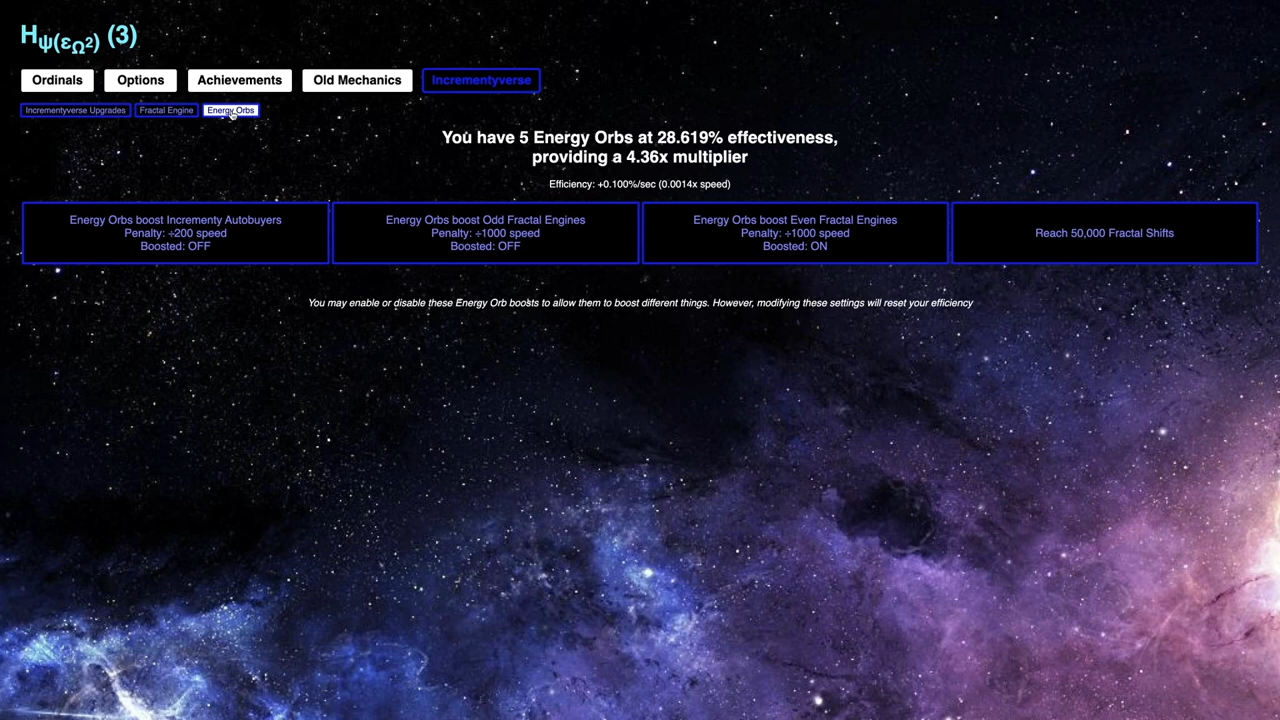 H_ψ(ε_Ω²) (3)
Ordinals Options Achievements Old Mechanics Incrementyverse
Incrementyverse Upgrades Fractal Engine Energy Orbs
You have 5 Energy Orbs at 28.619% effectiveness,
providing a 4.36x multiplier
Efficiency: +0.100%/sec (0.0014x speed)
Energy Orbs boost Incrementy Autobuyers
Penalty: ÷200 speed
Boosted: OFF
Energy Orbs boost Odd Fractal Engines
Penalty: ÷1000 speed
Boosted: OFF
Energy Orbs boost Even Fractal Engines
Penalty: ÷1000 speed
Boosted: ON
Reach 50,000 Fractal Shifts
You may enable or disable these Energy Orb boosts to allow them to boost different things. However, modifying these settings will reset your efficiency